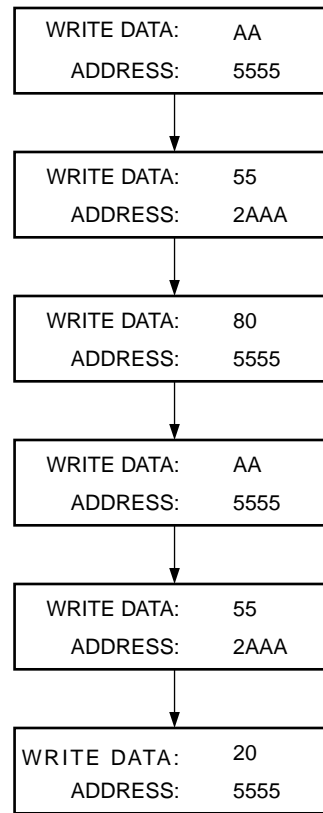 WRITE DATA: AA
ADDRESS: 5555
WRITE DATA: 55
ADDRESS: 2AAA
WRITE DATA: 80
ADDRESS: 5555
WRITE DATA: AA
ADDRESS: 5555
WRITE DATA: 55
ADDRESS: 2AAA
WRITE DATA: 20
ADDRESS: 5555